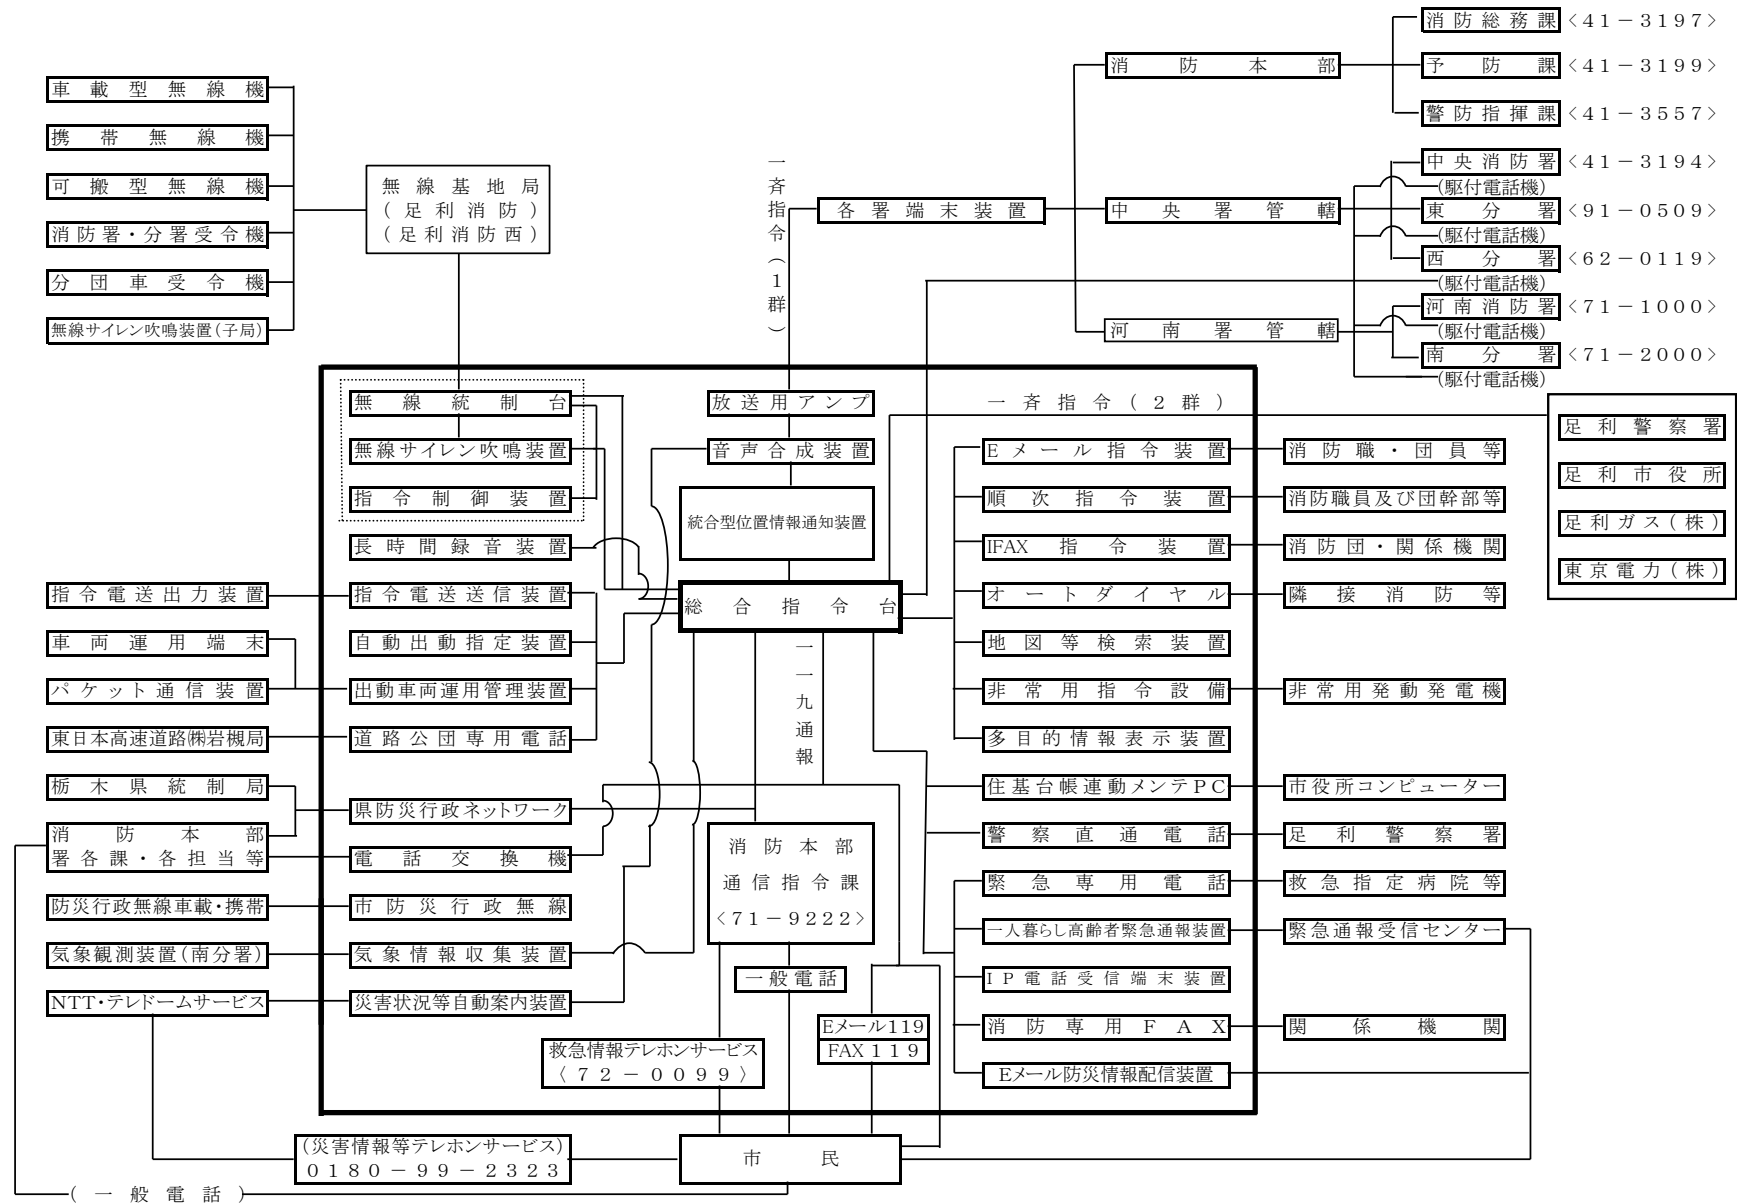 消防総務課〈41－3197〉
消防本部
予防課〈41－3199〉
警防指揮課〈41－3557〉
車載型無線機
携帯無線機
可搬型無線機
消防署・分署受令機
分団車受令機
無線サイレン吹鳴装置(子局)
無線基地局
(足利消防)
(足利消防西)
一斉指令(1群)
各署端末装置
中央署管轄
中央消防署〈41－3194〉
(駆付電話機)
東分署〈91－0509〉
(駆付電話機)
西分署〈62－0119〉
(駆付電話機)
河南署管轄
河南消防署〈71－1000〉
(駆付電話機)
南分署〈71－2000〉
(駆付電話機)
無線統制台
無線サイレン吹鳴装置
指令制御装置
長時間録音装置
指令電送送信装置
自動出動指定装置
出動車両運用管理装置
道路公団専用電話
県防災行政ネットワーク
電話交換機
市防災行政無線
気象情報収集装置
災害状況等自動案内装置
指令電送出力装置
車両運用端末
パケット通信装置
東日本高速道路㈱岩槻局
栃木県統制局
消防本部
署各課・各担当等
防災行政無線車載・携帯
気象観測装置(南分署)
NTT・テレドームサービス
放送用アンプ
音声合成装置
統合型位置情報通知装置
総合指令台
一一九通報
消防本部
通信指令課
〈71－9222〉
一般電話
Eメール119
FAX119
救急情報テレホンサービス
〈72－0099〉
一斉指令(2群)
Eメール指令装置
順次指令装置
IFAX指令装置
オートダイヤル
地図等検索装置
非常用指令設備
多目的情報表示装置
住基台帳連動メンテPC
警察直通電話
緊急専用電話
一人暮らし高齢者緊急通報装置
IP電話受信端末装置
消防専用FAX
Eメール防災情報配信装置
消防職・団員等
消防職員及び団幹部等
消防団・関係機関
隣接消防等
非常用発動発電機
市役所コンピューター
足利警察署
救急指定病院等
緊急通報受信センター
関係機関
足利警察署
足利市役所
足利ガス(株)
東京電力(株)
(災害情報等テレホンサービス)
0180－99－2323
市民
(一般電話)